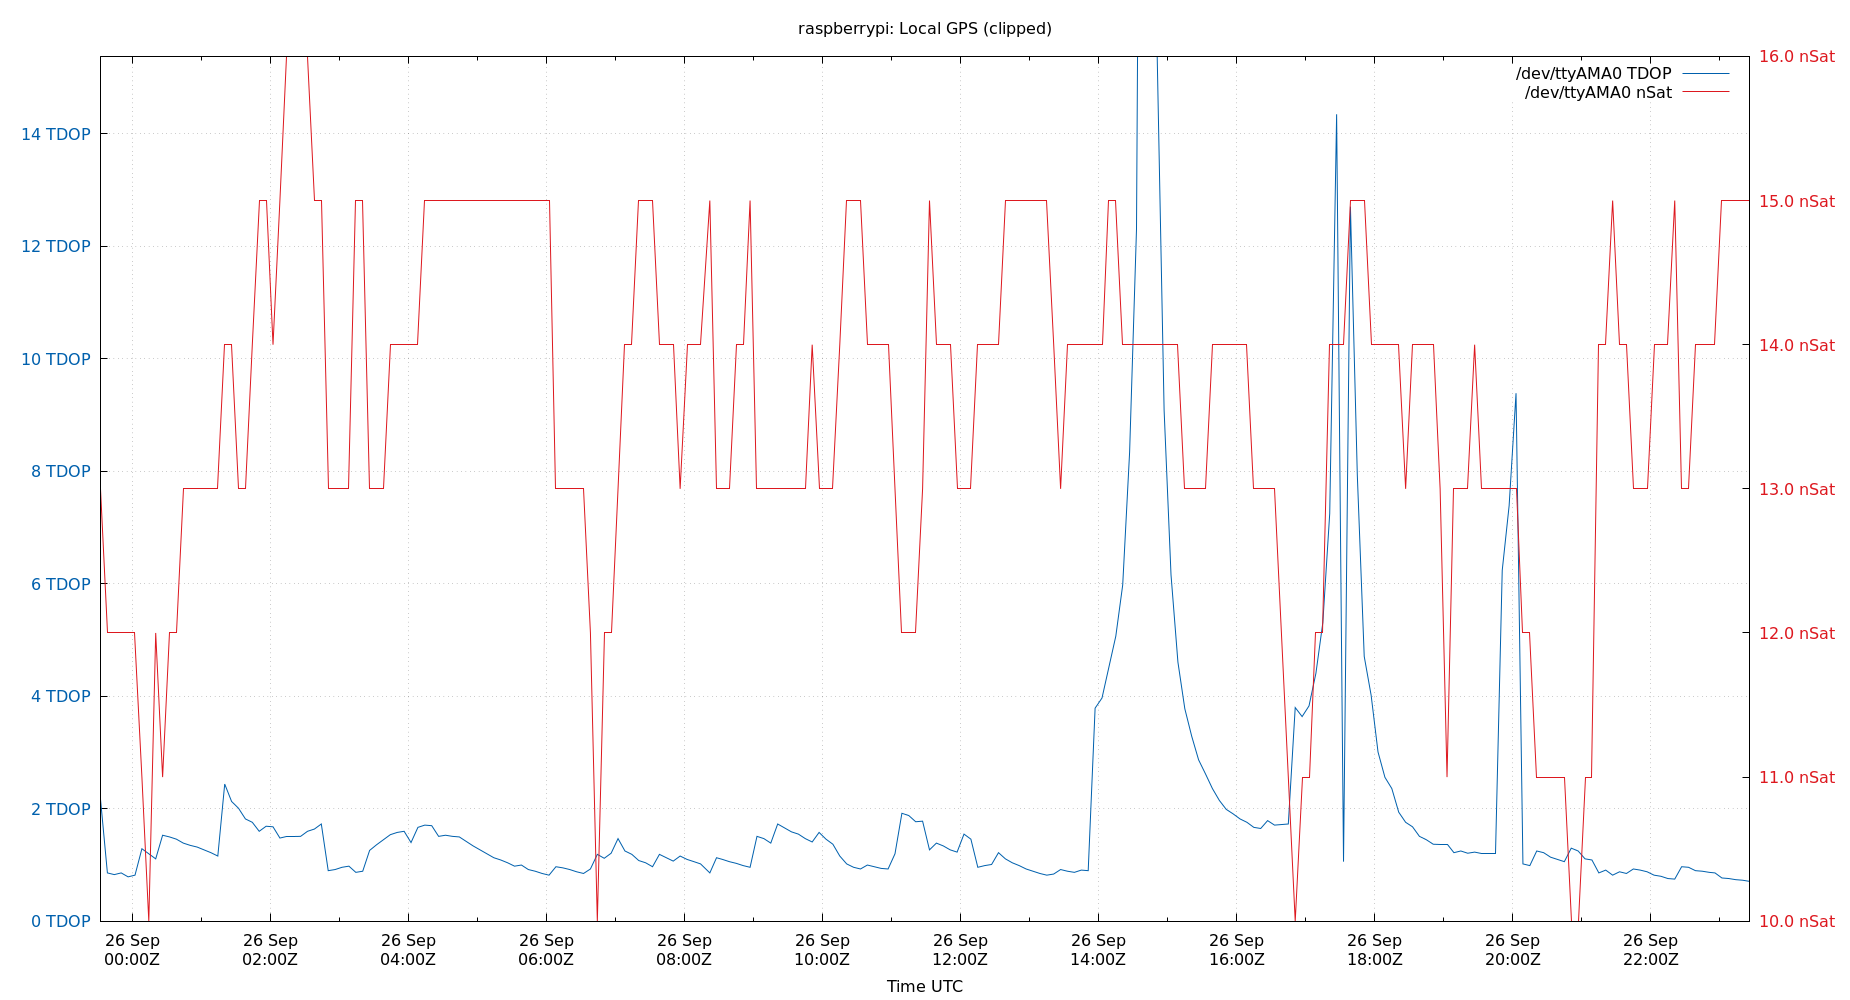 raspberrypi: Local GPS (clipped)
16.0 nSat
/dev/ttyAMA0 TDOP
/dev/ttyAMA0 nSat
14 TDOP
15.0 nSat
12 TDOP
10 TDOP
14.0 nSat
8 TDOP
13.0 nSat
6 TDOP
12.0 nSat
4 TDOP
11.0 nSat
2 TDOP
0 TDOP
10.0 nSat
26 Sep 26 Sep 26 Sep 26 Sep 26 Sep 26 Sep 26 Sep 26 Sep 26 Sep 26 Sep 26 Sep 26 Sep
00:00Z 02:00Z 04:00Z 06:00Z 08:00Z 10:00Z 12:00Z 14:00Z 16:00Z 18:00Z 20:00Z 22:00Z
Time UTC